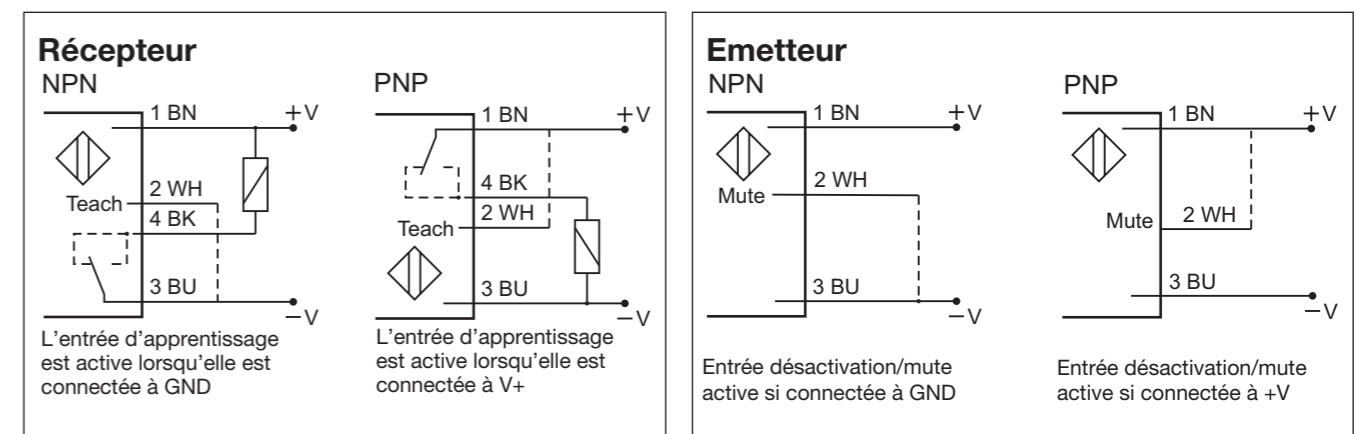 Récepteur
NPN
1 BN
+V
Teach
2 WH
4 BK
3 BU
−V
L'entrée d'apprentissage
est active lorsqu'elle est
connectée à GND
PNP
1 BN
+V
4 BK
2 WH
Teach
3 BU
−V
L'entrée d'apprentissage
est active lorsqu'elle est
connectée à V+
Emetteur
NPN
1 BN
+V
2 WH
Mute
3 BU
−V
Entrée désactivation/mute
active si connectée à GND
PNP
1 BN
+V
Mute
2 WH
3 BU
−V
Entrée désactivation/mute
active si connectée à +V